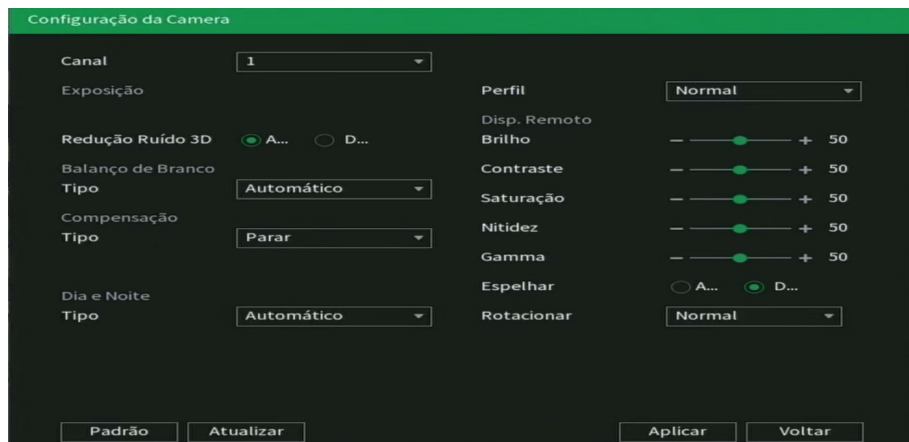 Configuração da Camera
Canal 1
Exposição Perfil Normal
Disp. Remoto
Redução Ruído 3D A... D... Brilho 50
Balanço de Branco Contraste 50
Tipo Automático
Saturação 50
Compensação
Tipo Parar Nitidez 50
Gamma 50
Espelhar A... D...
Dia e Noite
Tipo Automático Rotacionar Normal
Padrão Atualizar Aplicar Voltar